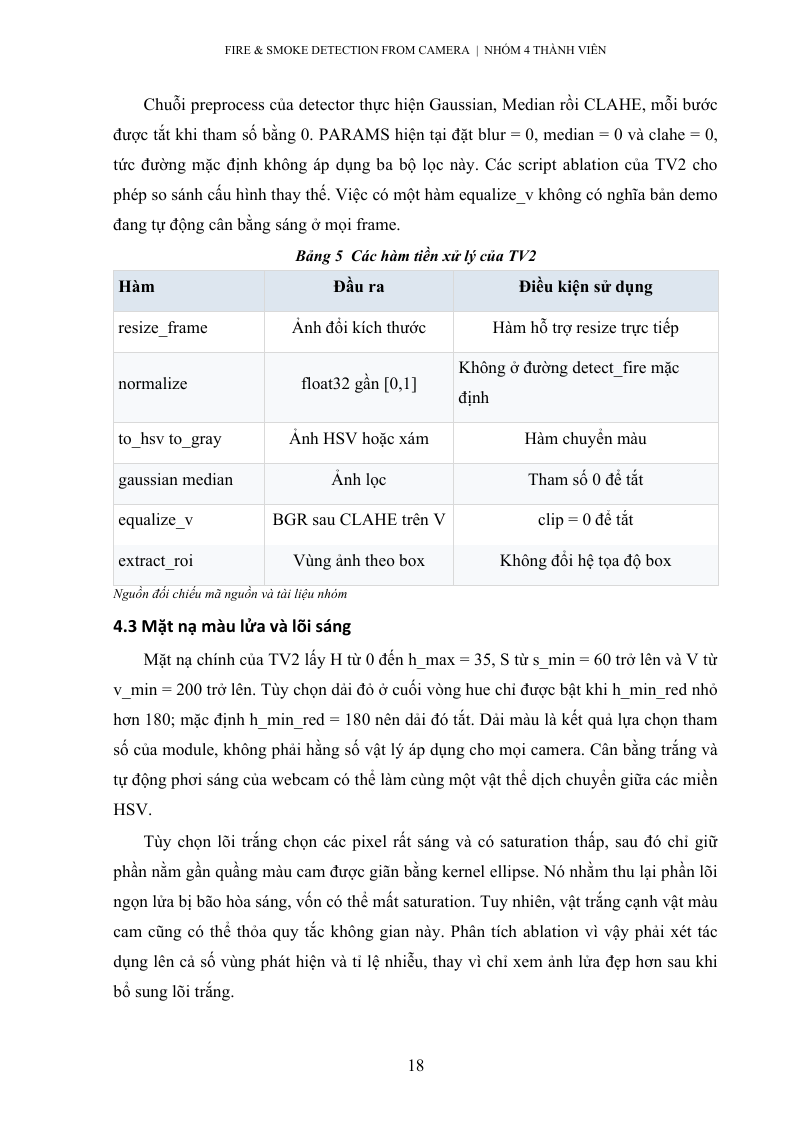 FIRE & SMOKE DETECTION FROM CAMERA | NHÓM 4 THÀNH VIÊN
Chuỗi preprocess của detector thực hiện Gaussian, Median rồi CLAHE, mỗi bước
được tắt khi tham số bằng 0. PARAMS hiện tại đặt blur = 0, median = 0 và clahe = 0,
tức đường mặc định không áp dụng ba bộ lọc này. Các script ablation của TV2 cho
phép so sánh cấu hình thay thế. Việc có một hàm equalize_v không có nghĩa bản demo
đang tự động cân bằng sáng ở mọi frame.
Bảng 5 Các hàm tiền xử lý của TV2
Hàm Đầu ra Điều kiện sử dụng
resize_frame Ảnh đổi kích thước Hàm hỗ trợ resize trực tiếp
normalize float32 gần [0,1] Không ở đường detect_fire mặc
định
to_hsv to_gray Ảnh HSV hoặc xám Hàm chuyển màu
gaussian median Ảnh lọc Tham số 0 để tắt
equalize_v BGR sau CLAHE trên V clip = 0 để tắt
extract_roi Vùng ảnh theo box Không đổi hệ tọa độ box
Nguồn đối chiếu mã nguồn và tài liệu nhóm
4.3 Mặt nạ màu lửa và lõi sáng
Mặt nạ chính của TV2 lấy H từ 0 đến h_max = 35, S từ s_min = 60 trở lên và V từ
v_min = 200 trở lên. Tùy chọn dải đỏ ở cuối vòng hue chỉ được bật khi h_min_red nhỏ
hơn 180; mặc định h_min_red = 180 nên dải đó tắt. Dải màu là kết quả lựa chọn tham
số của module, không phải hằng số vật lý áp dụng cho mọi camera. Cân bằng trắng và
tự động phơi sáng của webcam có thể làm cùng một vật thể dịch chuyển giữa các miền
HSV.
Tùy chọn lõi trắng chọn các pixel rất sáng và có saturation thấp, sau đó chỉ giữ
phần nằm gần quầng màu cam được giãn bằng kernel ellipse. Nó nhằm thu lại phần lõi
ngọn lửa bị bão hòa sáng, vốn có thể mất saturation. Tuy nhiên, vật trắng cạnh vật màu
cam cũng có thể thỏa quy tắc không gian này. Phân tích ablation vì vậy phải xét tác
dụng lên cả số vùng phát hiện và tỉ lệ nhiễu, thay vì chỉ xem ảnh lửa đẹp hơn sau khi
bổ sung lõi trắng.
18